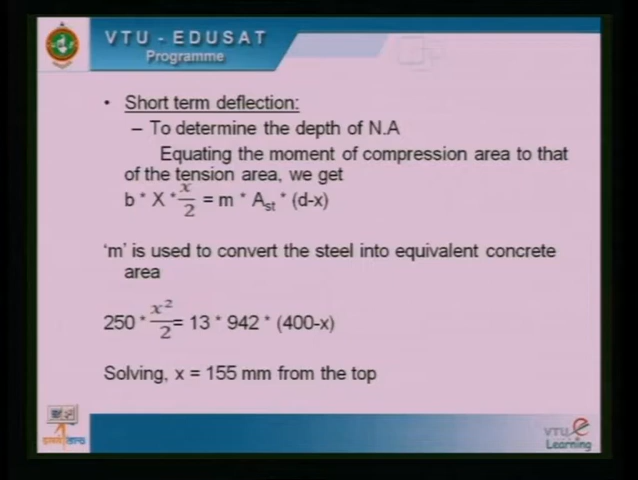 VTU - EDUSAT
Programme
• Short term deflection:
– To determine the depth of N.A
Equating the moment of compression area to that
of the tension area, we get
b * X * x/2 = m * Ast * (d-x)
'm' is used to convert the steel into equivalent concrete
area
250 * x²/2 = 13 * 942 * (400-x)
Solving, x = 155 mm from the top
VTU e
Learning